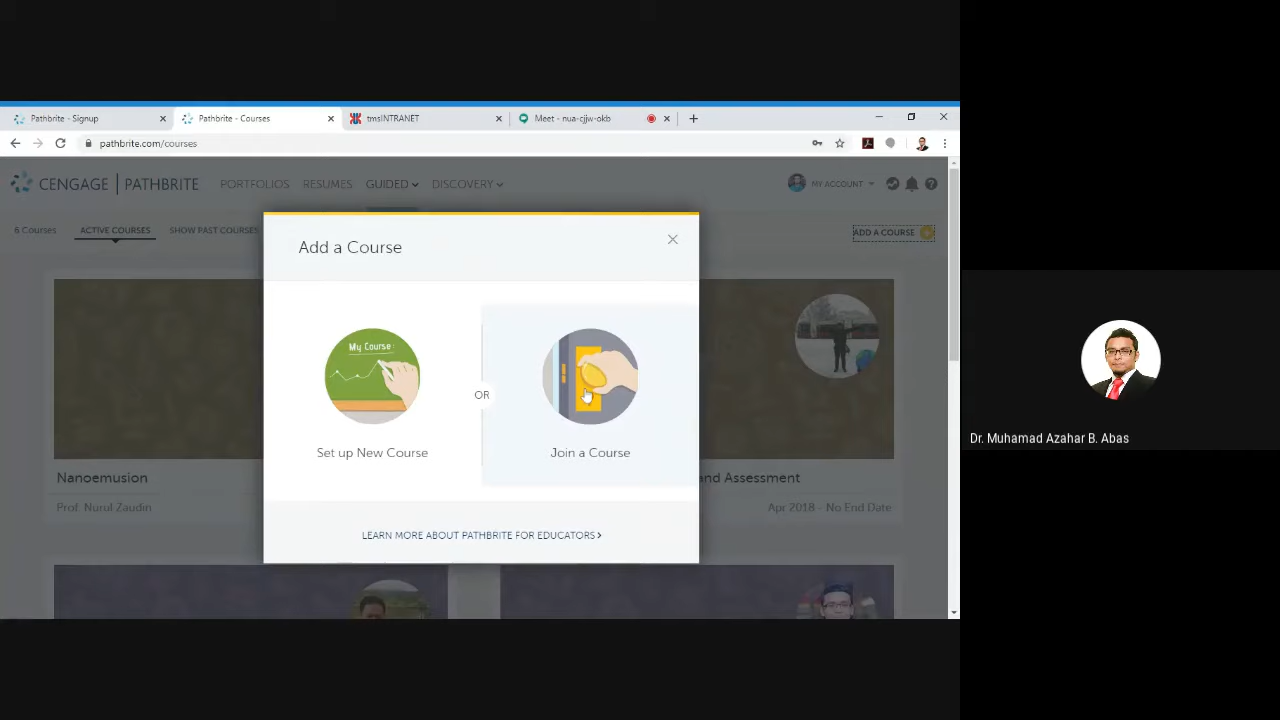 Pathbrite - Signup
Pathbrite - Courses
tmsINTRANET
Meet - nua-cjjw-okb
pathbrite.com/courses
CENGAGE | PATHBRITE
PORTFOLIOS
RESUMES
GUIDED
DISCOVERY
MY ACCOUNT
6 Courses
ACTIVE COURSES
SHOW PAST COURSES
ADD A COURSE
Add a Course
My Course
OR
Set up New Course
Join a Course
LEARN MORE ABOUT PATHBRITE FOR EDUCATORS
Nanoemusion
and Assessment
Prof. Nurul Zaudin
Apr 2018 - No End Date
Dr. Muhamad Azahar B. Abas